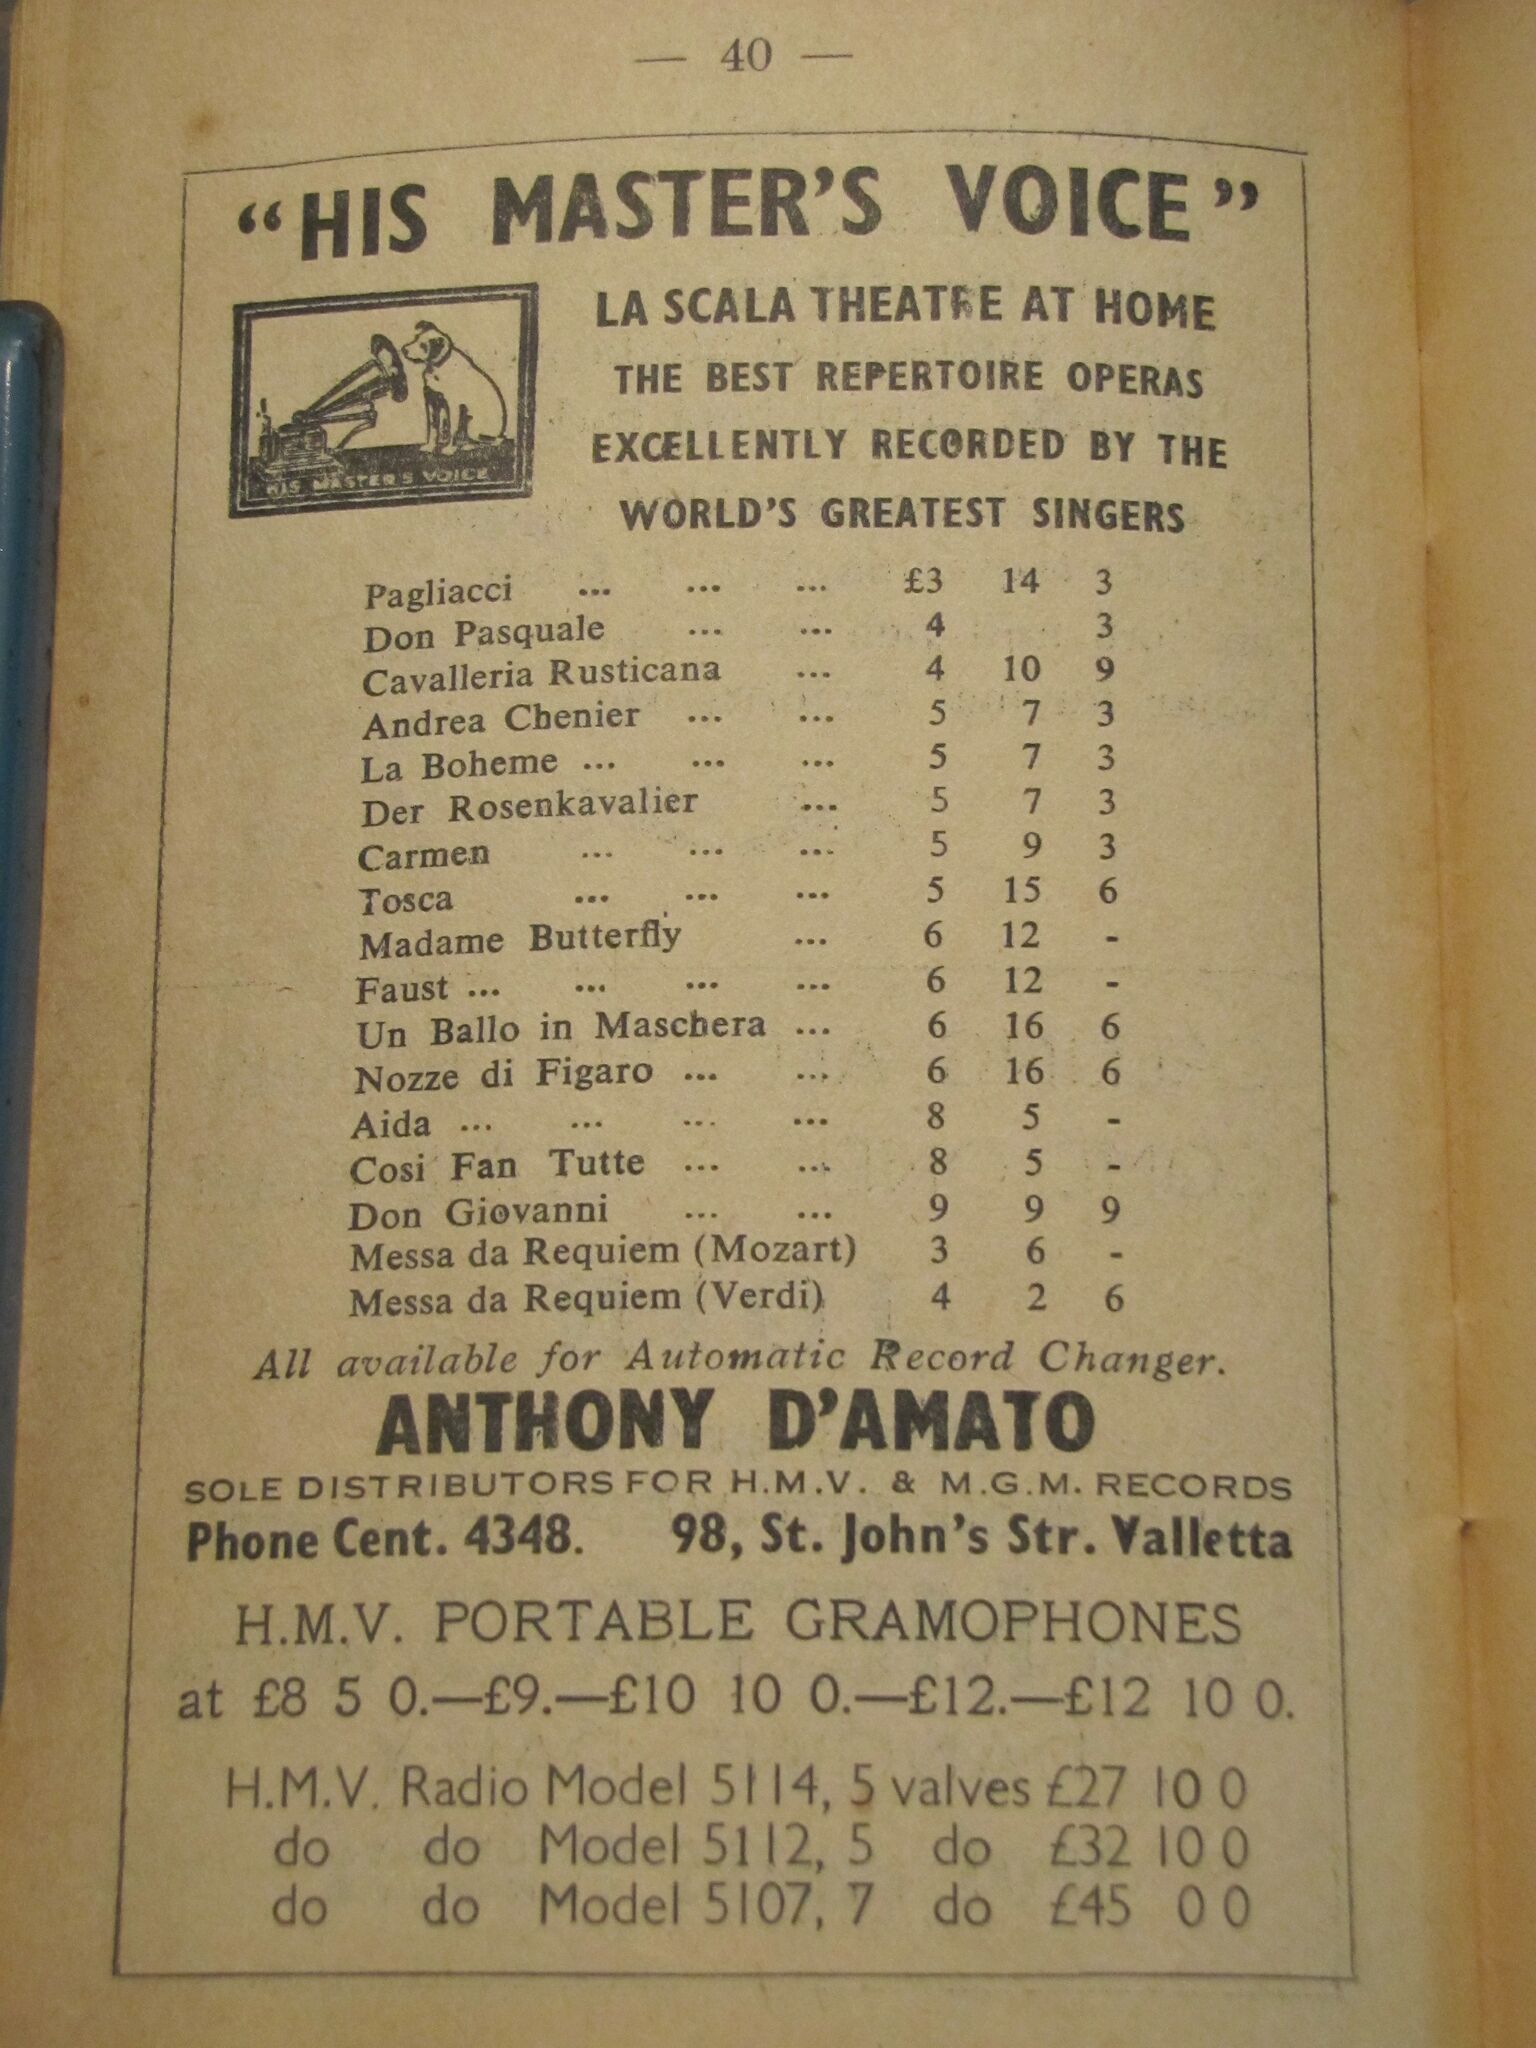 — 40 —
"HIS MASTER'S VOICE"
LA SCALA THEATRE AT HOME
THE BEST REPERTOIRE OPERAS
EXCELLENTLY RECORDED BY THE
WORLD'S GREATEST SINGERS
HIS MASTER'S VOICE
Pagliacci ... ... ... £3 14 3
Don Pasquale ... ... 4 3
Cavalleria Rusticana ... 4 10 9
Andrea Chenier ... ... 5 7 3
La Boheme ... ... ... 5 7 3
Der Rosenkavalier ... 5 7 3
Carmen ... ... ... 5 9 3
Tosca ... ... ... 5 15 6
Madame Butterfly ... 6 12 -
Faust ... ... ... ... 6 12 -
Un Ballo in Maschera ... 6 16 6
Nozze di Figaro ... ... 6 16 6
Aida ... ... ... ... 8 5 -
Cosi Fan Tutte ... ... 8 5 -
Don Giovanni ... ... 9 9 9
Messa da Requiem (Mozart) 3 6 -
Messa da Requiem (Verdi) 4 2 6
All available for Automatic Record Changer.
ANTHONY D'AMATO
SOLE DISTRIBUTORS FOR H.M.V. & M.G.M. RECORDS
Phone Cent. 4348. 98, St. John's Str. Valletta
H.M.V. PORTABLE GRAMOPHONES
at £8 5 0.—£9.—£10 10 0.—£12.—£12 10 0.
H.M.V. Radio Model 5114, 5 valves £27 10 0
do do Model 5112, 5 do £32 10 0
do do Model 5107, 7 do £45 0 0